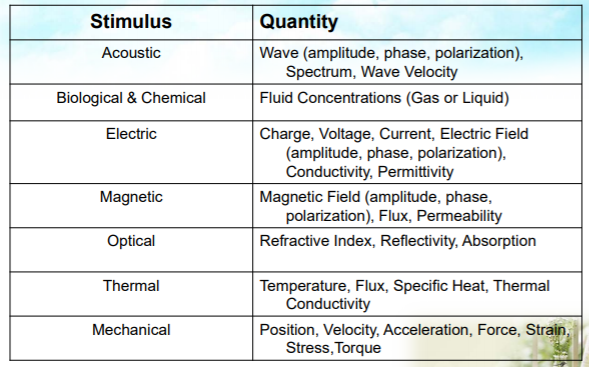 Stimulus Quantity
Acoustic Wave (amplitude, phase, polarization),
Spectrum, Wave Velocity
Biological & Chemical Fluid Concentrations (Gas or Liquid)
Electric Charge, Voltage, Current, Electric Field
(amplitude, phase, polarization),
Conductivity, Permittivity
Magnetic Magnetic Field (amplitude, phase,
polarization), Flux, Permeability
Optical Refractive Index, Reflectivity, Absorption
Thermal Temperature, Flux, Specific Heat, Thermal
Conductivity
Mechanical Position, Velocity, Acceleration, Force, Strain,
Stress,Torque